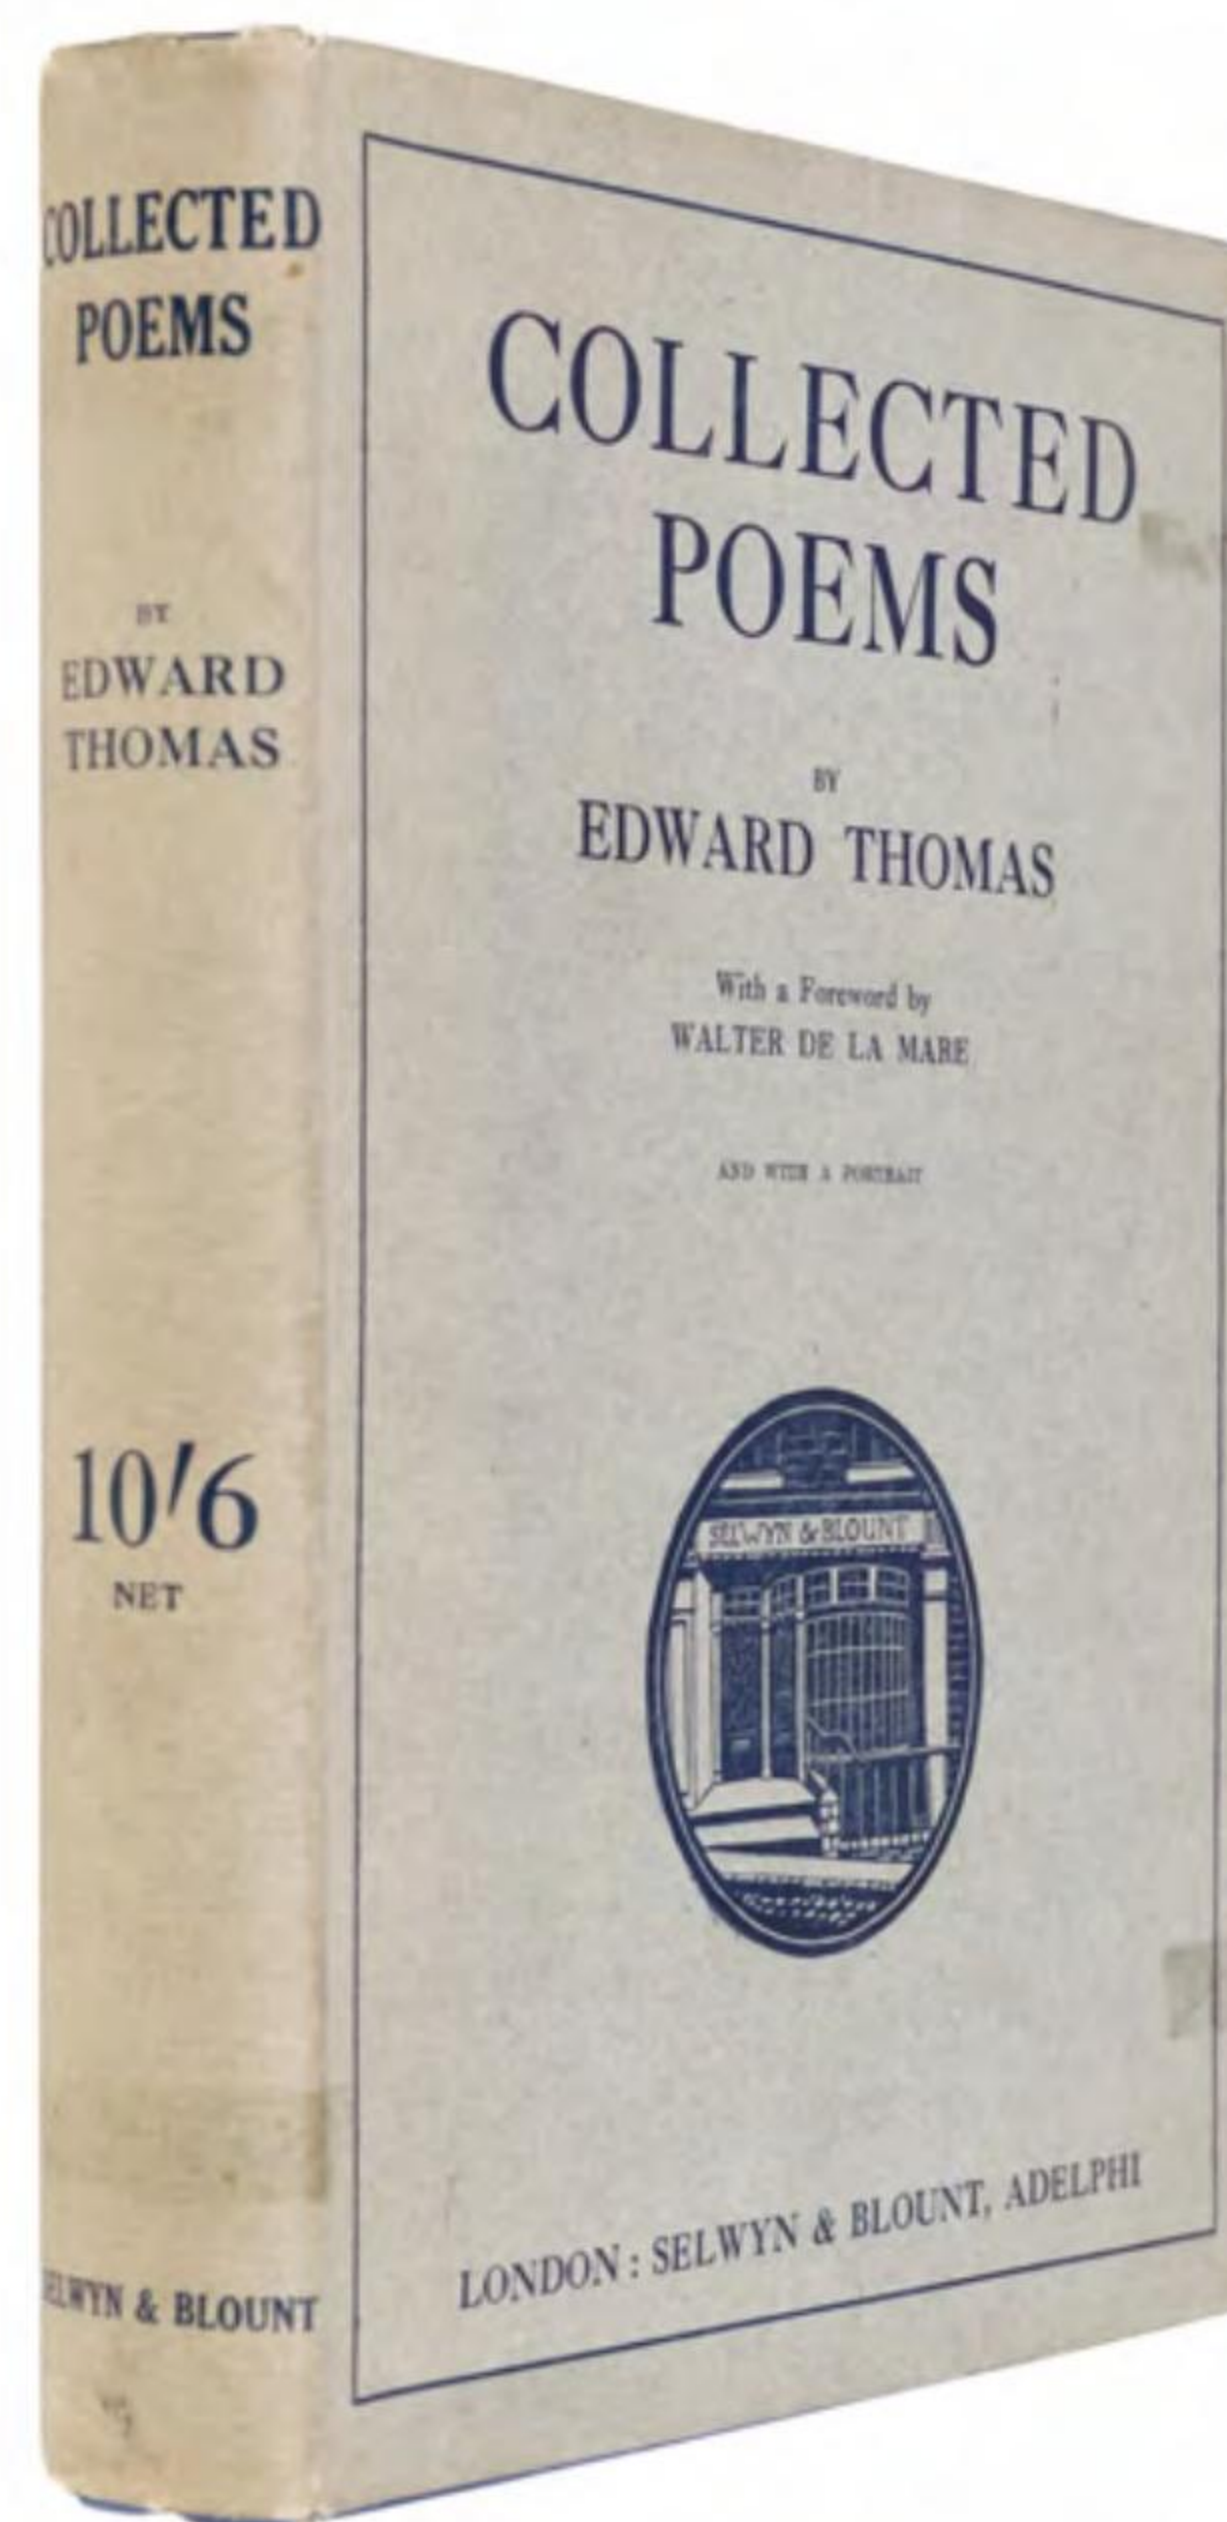 COLLECTED
POEMS
BY
EDWARD
THOMAS
10/6
NET
SELWYN & BLOUNT
COLLECTED
POEMS
BY
EDWARD THOMAS
With a Foreword by
WALTER DE LA MARE
AND WITH A PORTRAIT
SELWYN & BLOUNT
LONDON: SELWYN & BLOUNT, ADELPHI